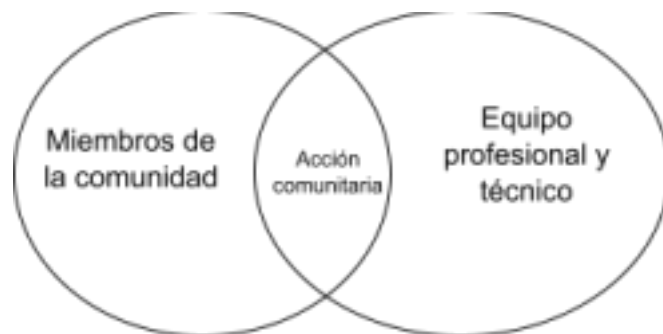 Miembros de
la comunidad
Acción
comunitaria
Equipo
profesional y
técnico